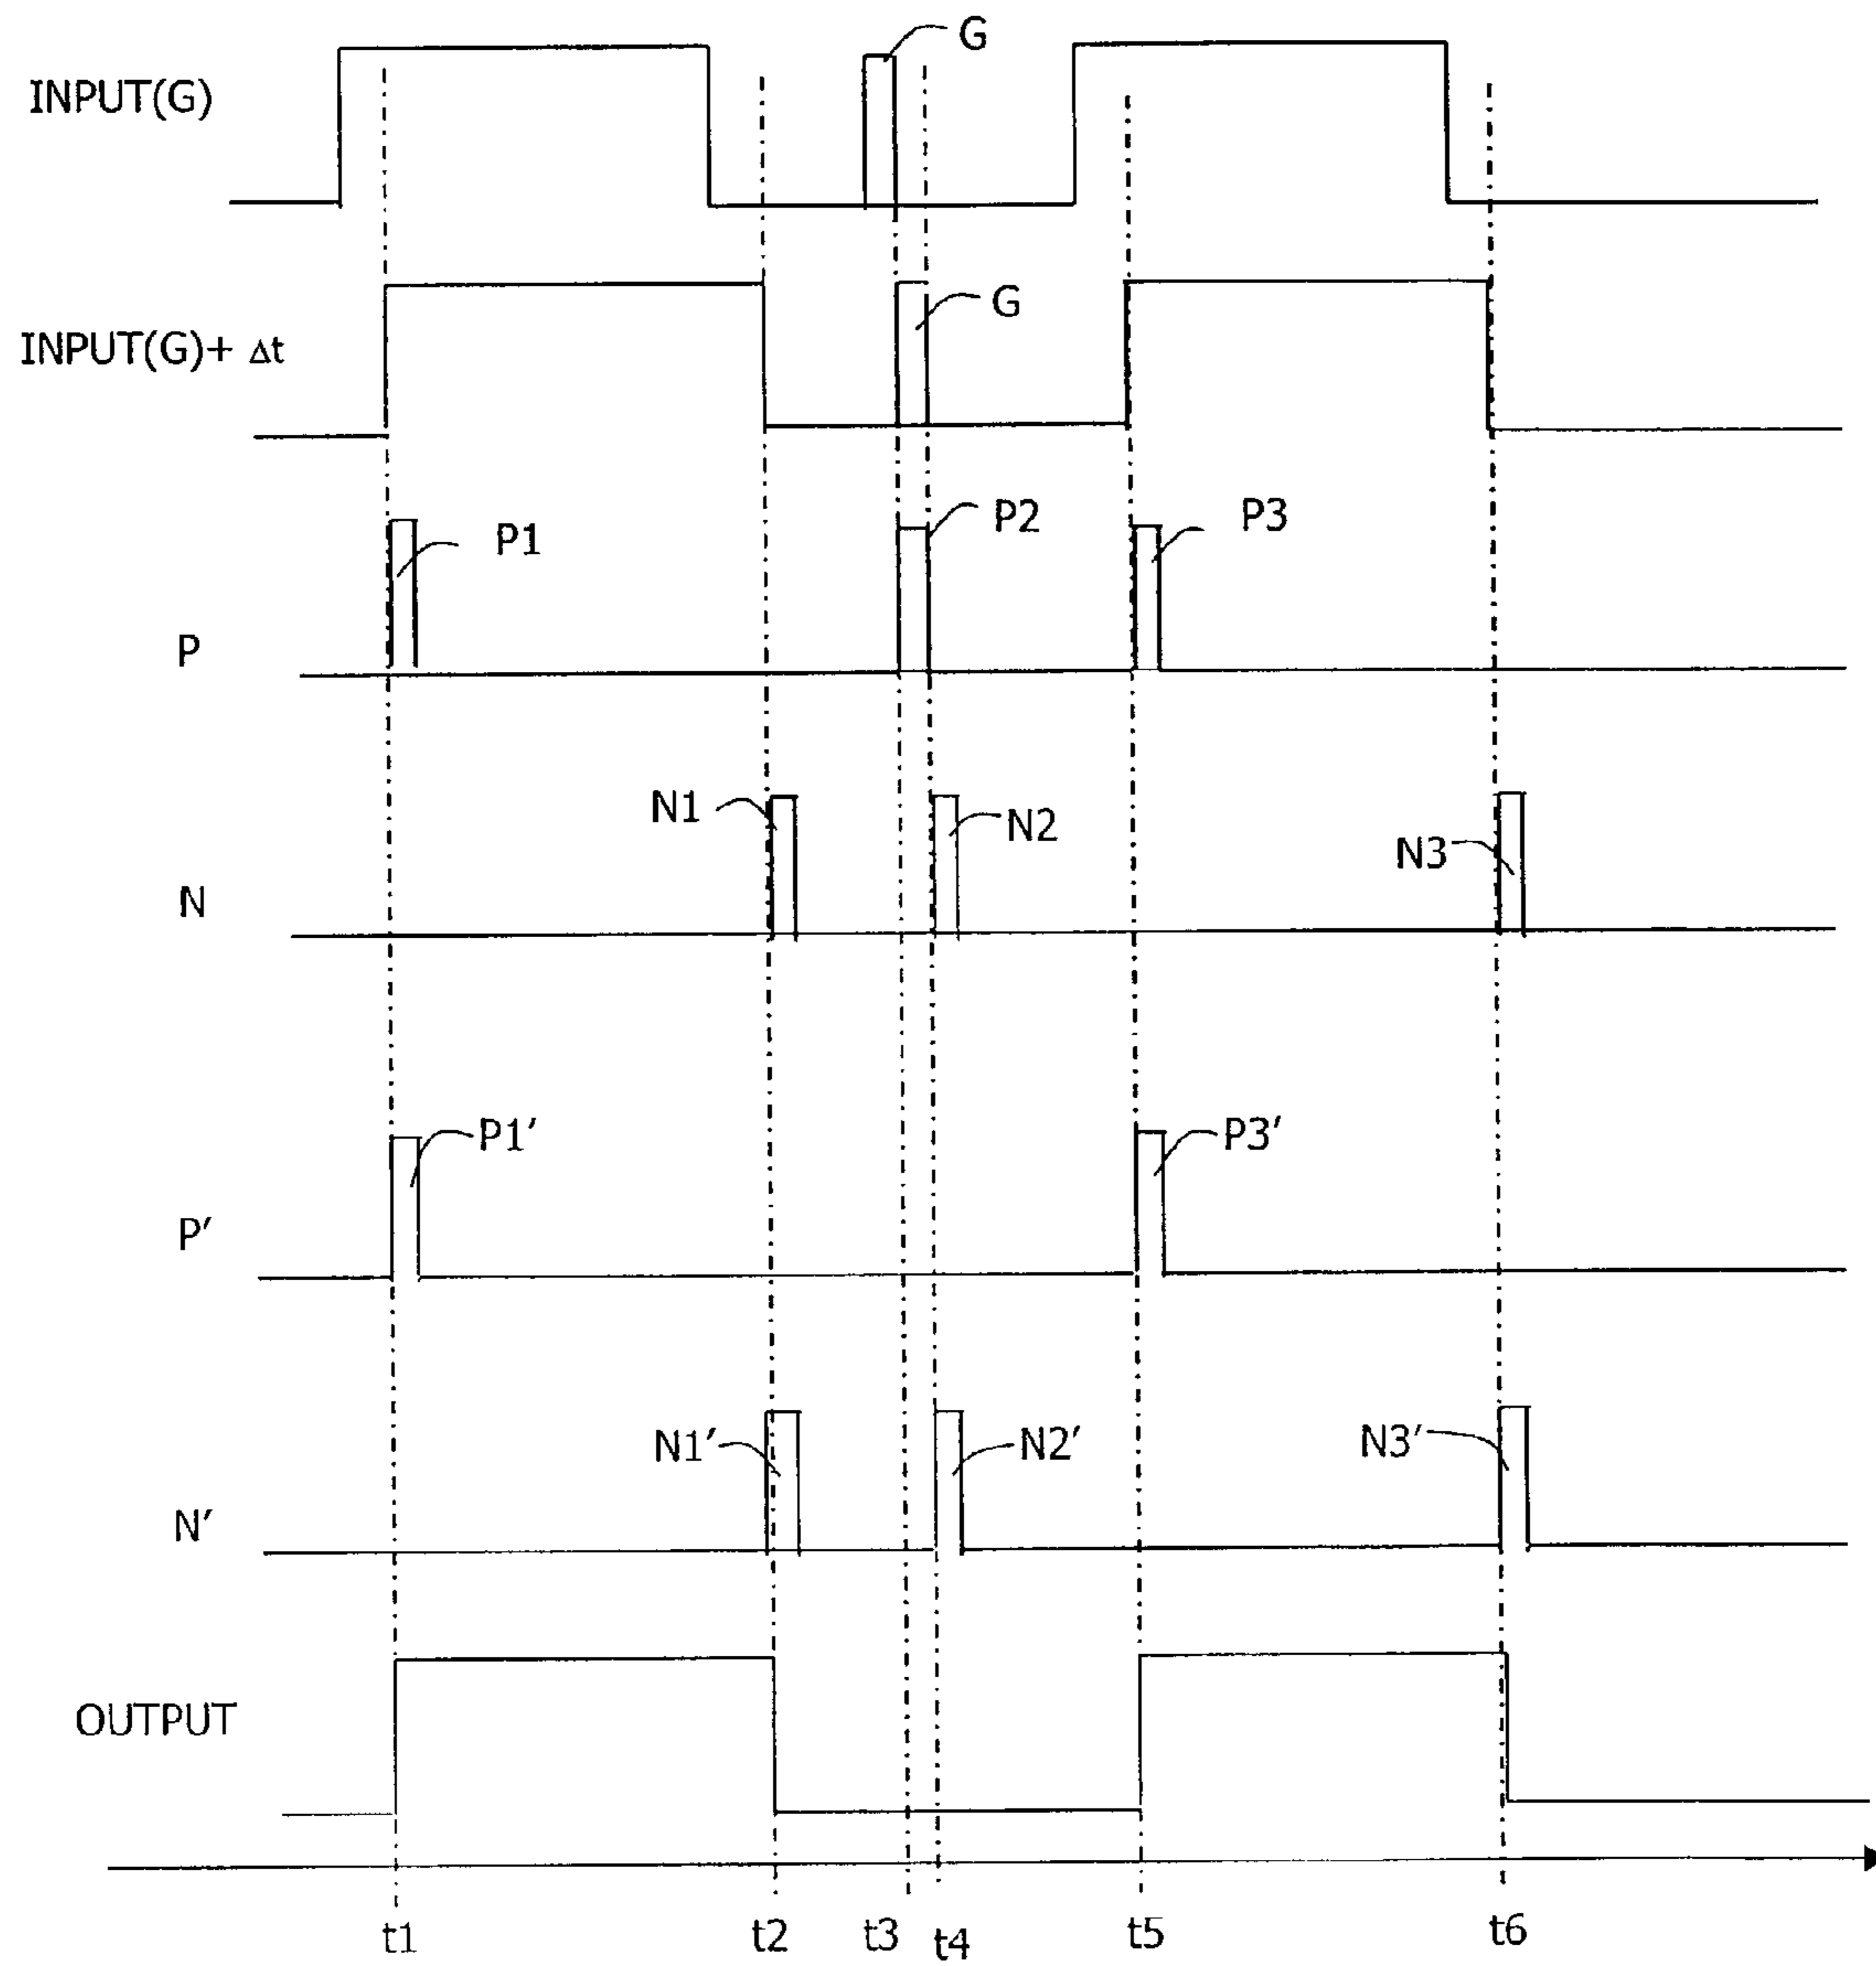 G
INPUT(G)
G
INPUT(G)+ Δt
P1
P2
P3
P
N1
N2
N3
N
P1′
P3′
P′
N1′
N2′
N3′
N′
OUTPUT
t1
t2
t3
t4
t5
t6